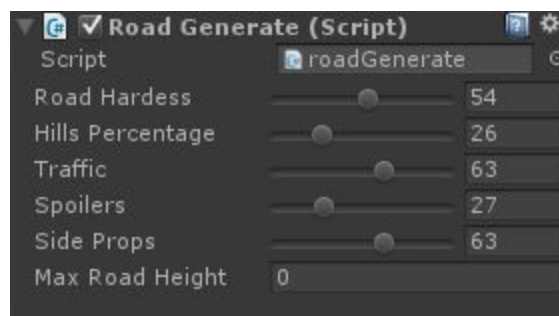 Road Generate (Script)
Script roadGenerate
Road Hardess 54
Hills Percentage 26
Traffic 63
Spoilers 27
Side Props 63
Max Road Height 0